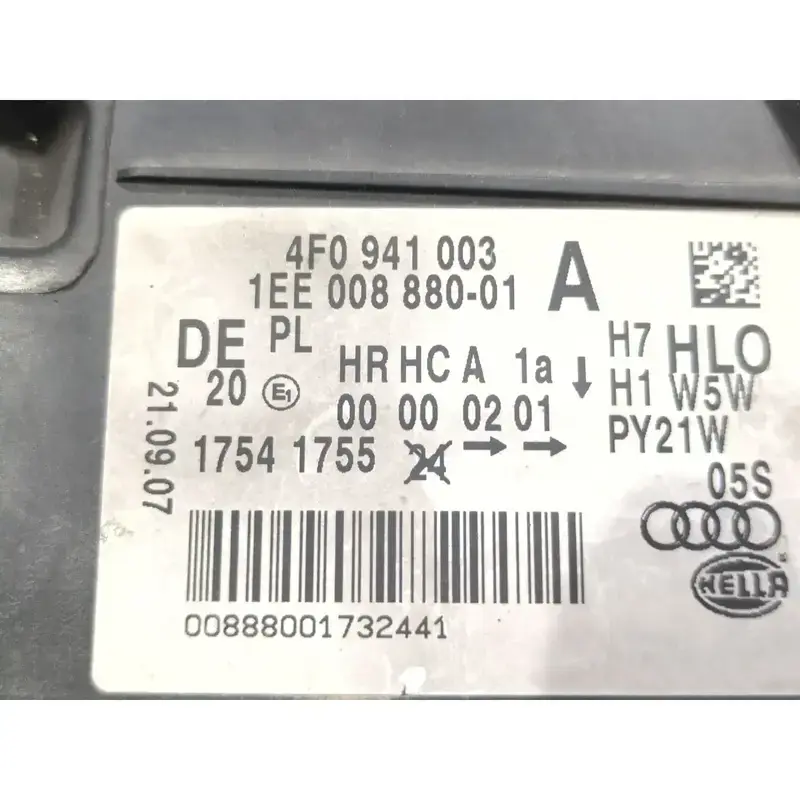 4F0 941 003
1EE 008 880-01 A
DE PL HR HC A 1a ↓ H7 HLO
20 E1 00 00 02 01 H1 W5W
1754 1755 24 → → PY21W
05S
21.09.07
HELLA
00888001732441